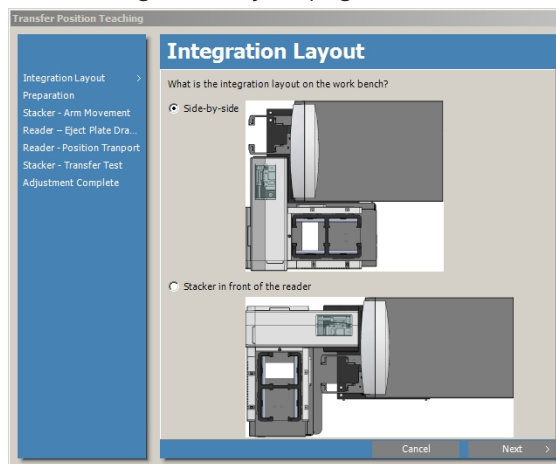 Transfer Position Teaching
Integration Layout
Integration Layout >
Preparation
Stacker - Arm Movement
Reader – Eject Plate Dra...
Reader - Position Tranport
Stacker - Transfer Test
Adjustment Complete
What is the integration layout on the work bench?
Side-by-side
Stacker in front of the reader
Cancel
Next >